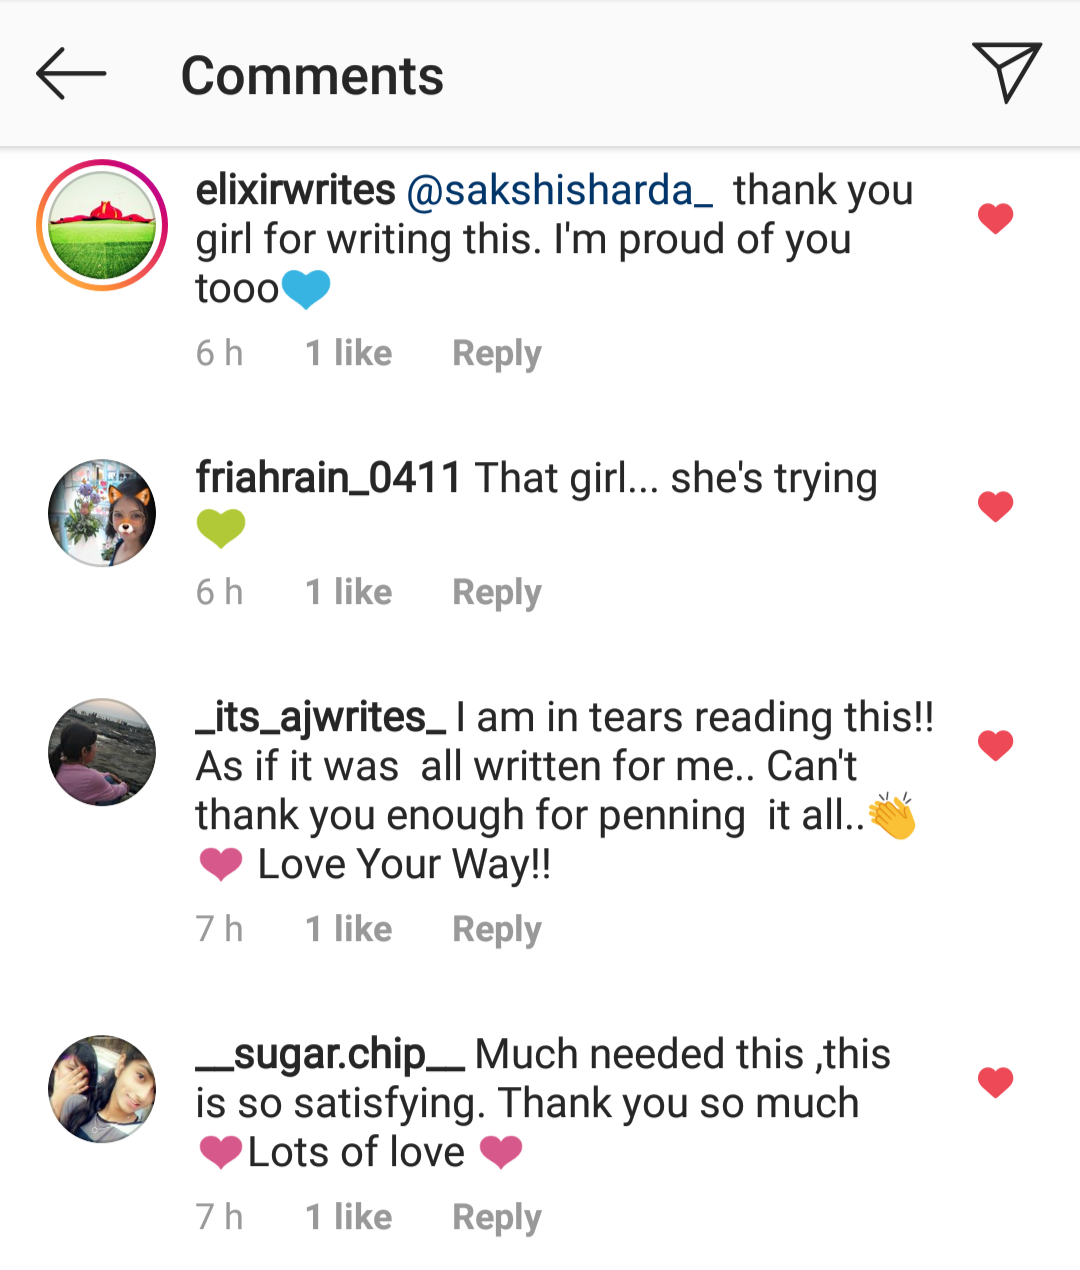 Comments
elixirwrites @sakshisharda_ thank you
girl for writing this. I'm proud of you
tooo💙
6 h 1 like Reply
friahrain_0411 That girl... she's trying
💚
6 h 1 like Reply
_its_ajwrites_ I am in tears reading this!!
As if it was all written for me.. Can't
thank you enough for penning it all..👏
💗 Love Your Way!!
7 h 1 like Reply
__sugar.chip__ Much needed this ,this
is so satisfying. Thank you so much
💗Lots of love 💗
7 h 1 like Reply